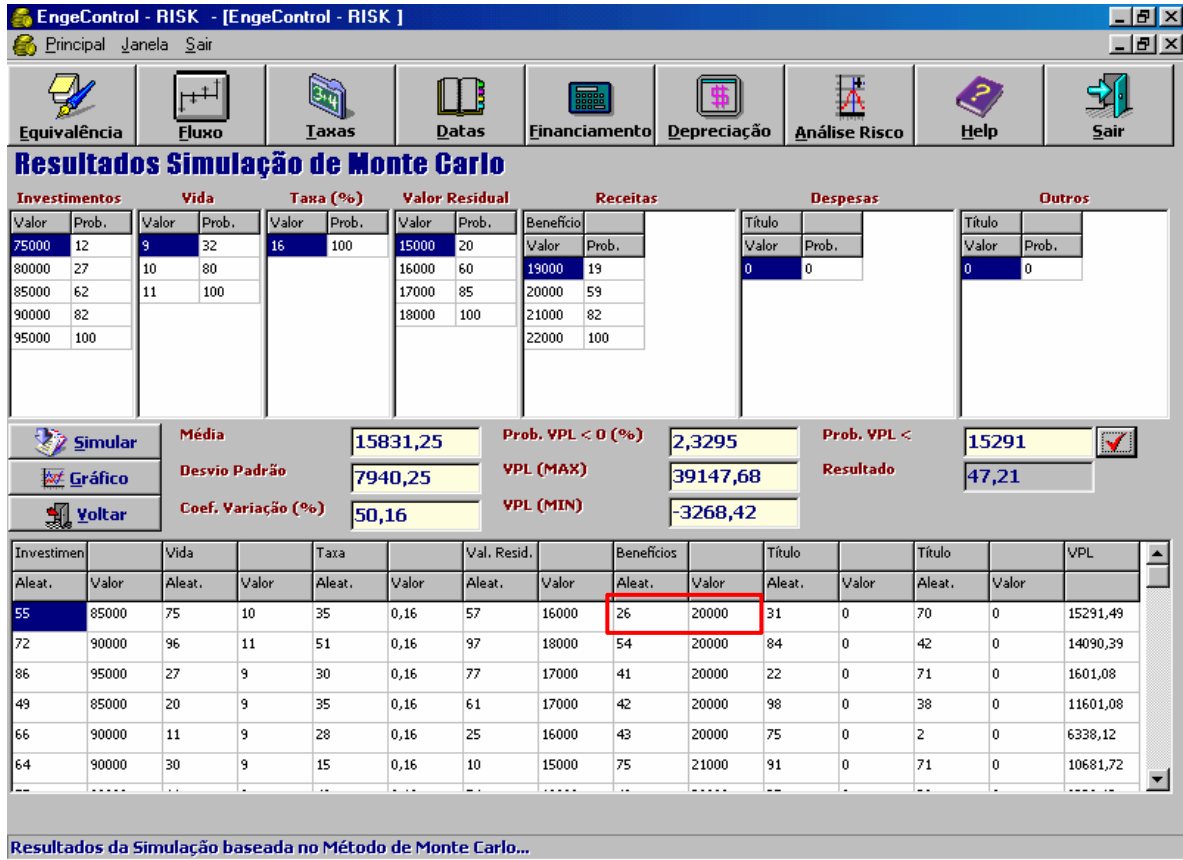 EngeControl - RISK - [EngeControl - RISK ]
Principal Janela Sair
Equivalência Fluxo Taxas Datas Financiamento Depreciação Análise Risco Help Sair
Resultados Simulação de Monte Carlo
Investimentos Vida Taxa (%) Valor Residual Receitas Despesas Outros
Valor Prob. Valor Prob. Valor Prob. Valor Prob. Benefício Título Título
75000 12 9 32 16 100 15000 20 Valor Prob. Valor Prob. Valor Prob.
80000 27 10 80 16000 60 19000 19 0 0 0 0
85000 62 11 100 17000 85 20000 59
90000 82 18000 100 21000 82
95000 100 22000 100
Simular Média 15831,25 Prob. VPL < 0 (%) 2,3295 Prob. VPL < 15291
Gráfico Desvio Padrão 7940,25 VPL (MAX) 39147,68 Resultado 47,21
Voltar Coef. Variação (%) 50,16 VPL (MIN) -3268,42
Investimen Vida Taxa Val. Resid. Benefícios Título Título VPL
Aleat. Valor Aleat. Valor Aleat. Valor Aleat. Valor Aleat. Valor Aleat. Valor Aleat. Valor
55 85000 75 10 35 0,16 57 16000 26 20000 31 0 70 0 15291,49
72 90000 96 11 51 0,16 97 18000 54 20000 84 0 42 0 14090,39
86 95000 27 9 30 0,16 77 17000 41 20000 22 0 71 0 1601,08
49 85000 20 9 35 0,16 61 17000 42 20000 98 0 38 0 11601,08
66 90000 11 9 28 0,16 25 16000 43 20000 75 0 2 0 6338,12
64 90000 30 9 15 0,16 10 15000 75 21000 91 0 71 0 10681,72
Resultados da Simulação baseada no Método de Monte Carlo...